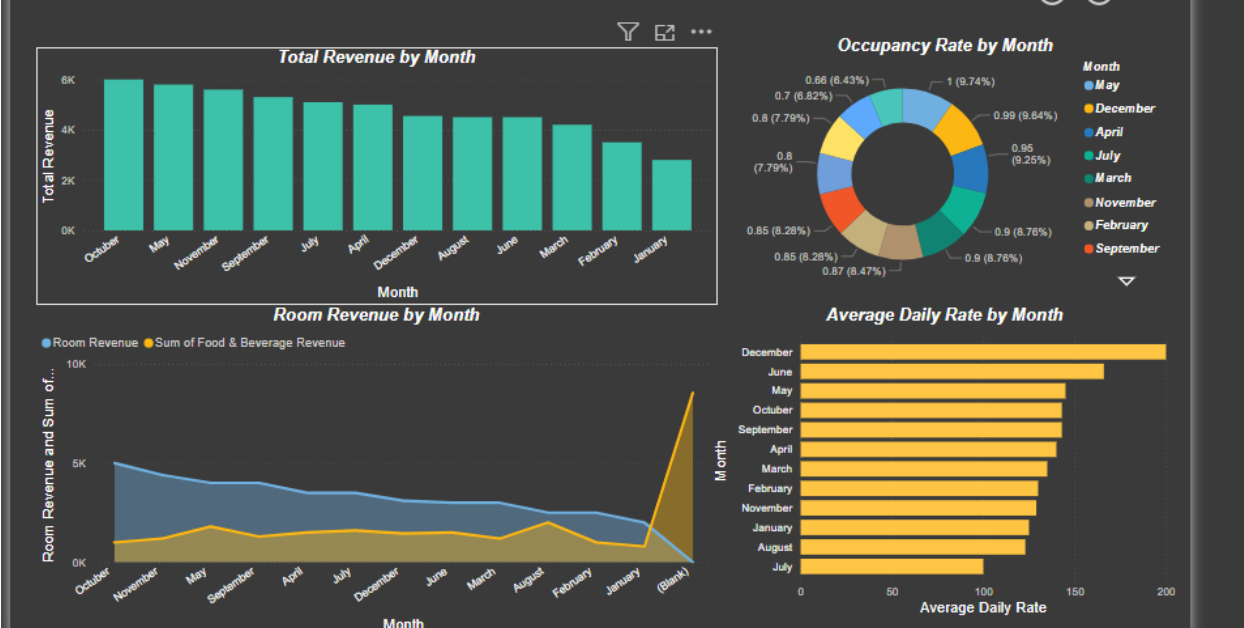 Total Revenue by Month
Total Revenue
6K
4K
2K
0K
Octuber
May
November
September
July
April
December
August
June
March
February
January
Month
Occupancy Rate by Month
0.66 (6.43%)
1 (9.74%)
0.7 (6.82%)
0.99 (9.64%)
0.8 (7.79%)
0.95
(9.25%)
0.8
(7.79%)
0.9 (8.76%)
0.85 (8.28%)
0.9 (8.76%)
0.85 (8.28%)
0.87 (8.47%)
Month
May
December
April
July
March
November
February
September
Room Revenue by Month
Room Revenue
Sum of Food & Beverage Revenue
Room Revenue and Sum of...
10K
5K
0K
Octuber
November
May
September
April
July
December
June
March
August
February
January
(Blank)
Month
Average Daily Rate by Month
Month
December
June
May
Octuber
September
April
March
February
November
January
August
July
0
50
100
150
200
Average Daily Rate